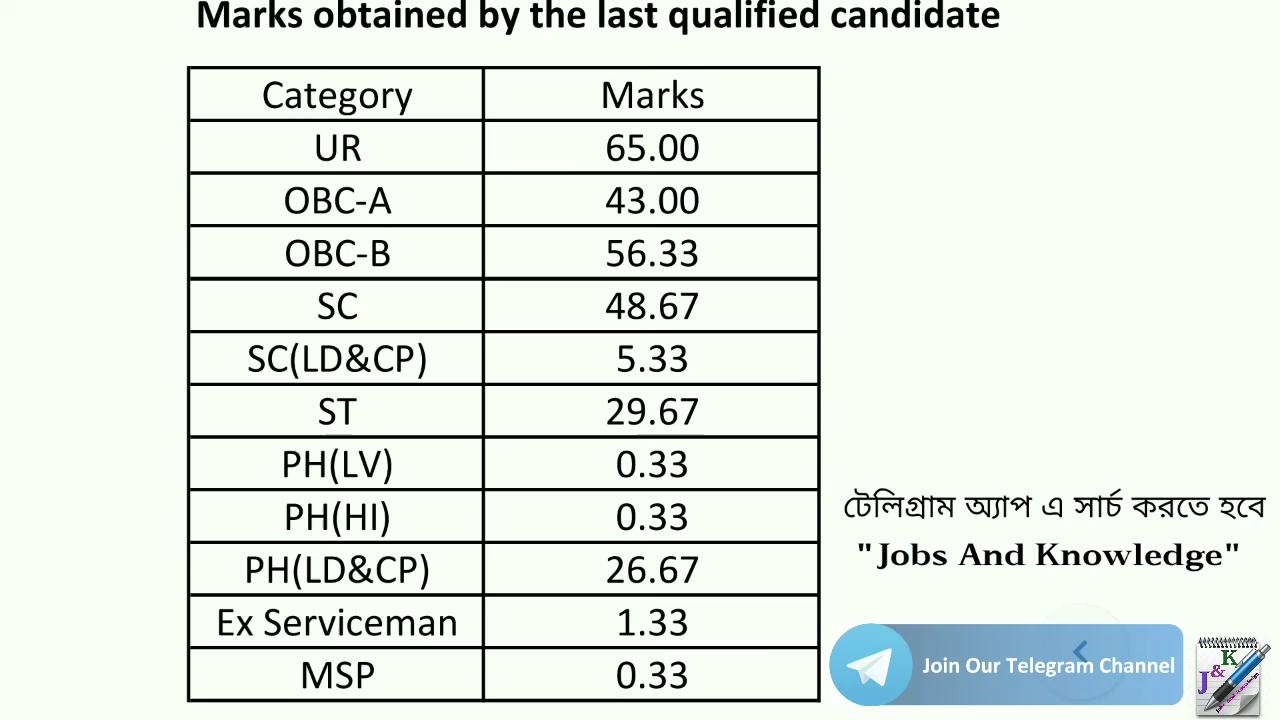 Marks obtained by the last qualified candidate
Category Marks
UR 65.00
OBC-A 43.00
OBC-B 56.33
SC 48.67
SC(LD&CP) 5.33
ST 29.67
PH(LV) 0.33
PH(HI) 0.33
PH(LD&CP) 26.67
Ex Serviceman 1.33
MSP 0.33
টেলিগ্রাম অ্যাপ এ সার্চ করতে হবে
"Jobs And Knowledge"
Join Our Telegram Channel
J&K